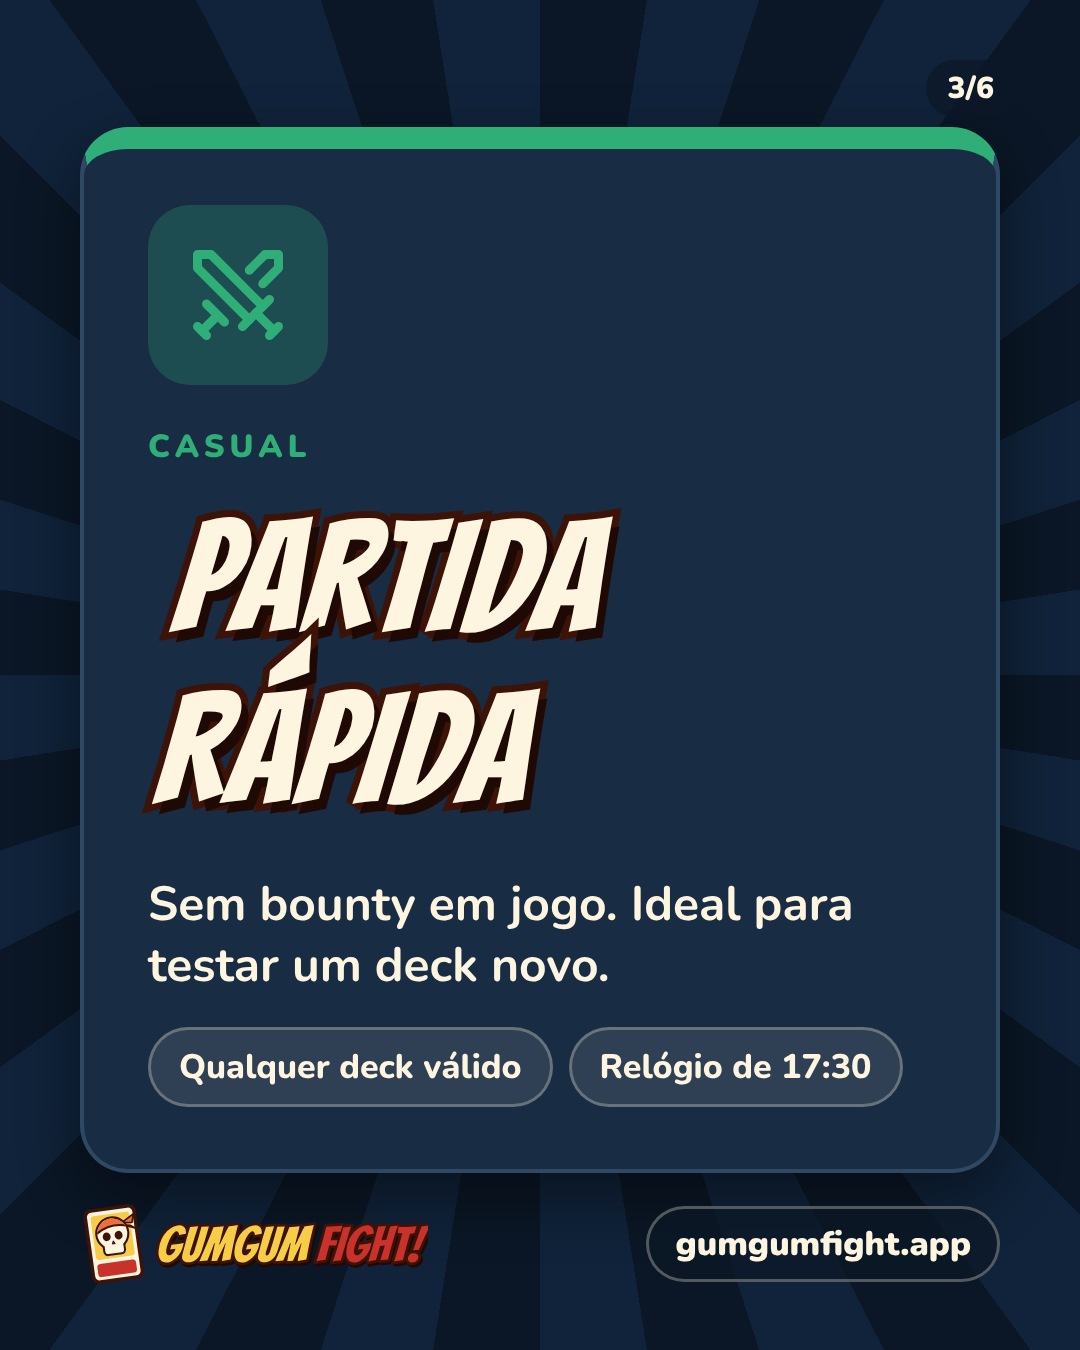 3/6
CASUAL
PARTIDA
RÁPIDA
Sem bounty em jogo. Ideal para
testar um deck novo.
Qualquer deck válido
Relógio de 17:30
GUMGUM FIGHT!
gumgumfight.app